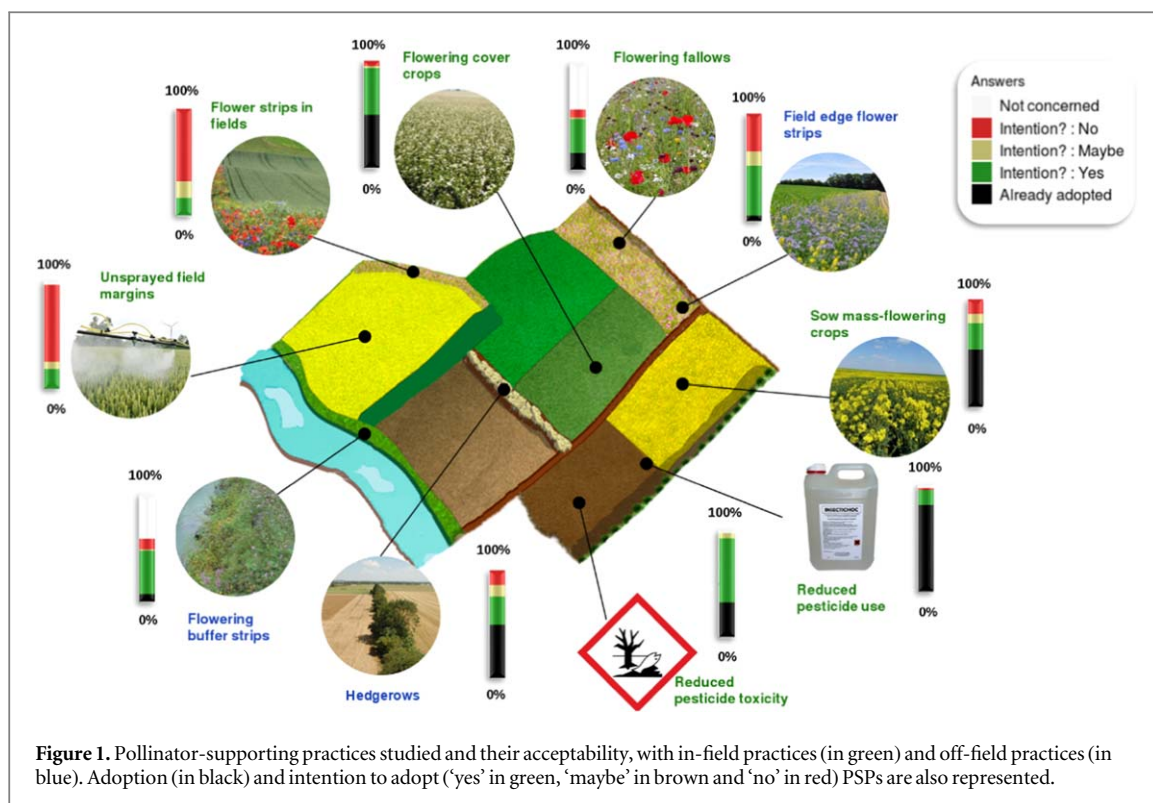 100%
Flowering cover
crops
100%
Flowering fallows
Answers
Not concerned
Intention? : No
Intention? : Maybe
Intention? : Yes
Already adopted
100%
Flower strips in
fields
100%
Field edge flower
strips
0%
0%
0%
0%
100%
Unsprayed field
margins
0%
100%
Sow mass-flowering
crops
0%
100%
Flowering
buffer strips
0%
100%
Hedgerows
0%
100%
Reduced
pesticide toxicity
0%
INSECTICHOC
Reduced
pesticide use
100%
0%
Figure 1. Pollinator-supporting practices studied and their acceptability, with in-field practices (in green) and off-field practices (in
blue). Adoption (in black) and intention to adopt (‘yes’ in green, ‘maybe’ in brown and ‘no’ in red) PSPs are also represented.